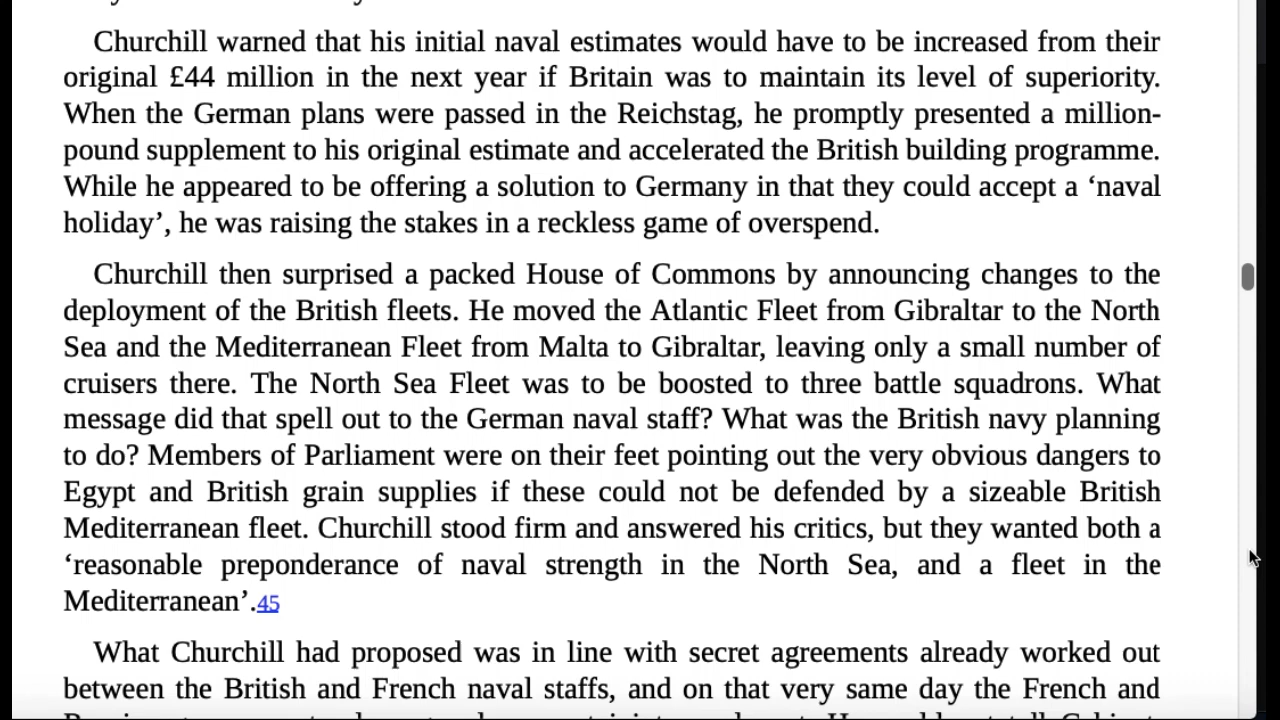 Churchill warned that his initial naval estimates would have to be increased from their
original £44 million in the next year if Britain was to maintain its level of superiority.
When the German plans were passed in the Reichstag, he promptly presented a million-
pound supplement to his original estimate and accelerated the British building programme.
While he appeared to be offering a solution to Germany in that they could accept a ‘naval
holiday’, he was raising the stakes in a reckless game of overspend.
Churchill then surprised a packed House of Commons by announcing changes to the
deployment of the British fleets. He moved the Atlantic Fleet from Gibraltar to the North
Sea and the Mediterranean Fleet from Malta to Gibraltar, leaving only a small number of
cruisers there. The North Sea Fleet was to be boosted to three battle squadrons. What
message did that spell out to the German naval staff? What was the British navy planning
to do? Members of Parliament were on their feet pointing out the very obvious dangers to
Egypt and British grain supplies if these could not be defended by a sizeable British
Mediterranean fleet. Churchill stood firm and answered his critics, but they wanted both a
‘reasonable preponderance of naval strength in the North Sea, and a fleet in the
Mediterranean’.45
What Churchill had proposed was in line with secret agreements already worked out
between the British and French naval staffs, and on that very same day the French and